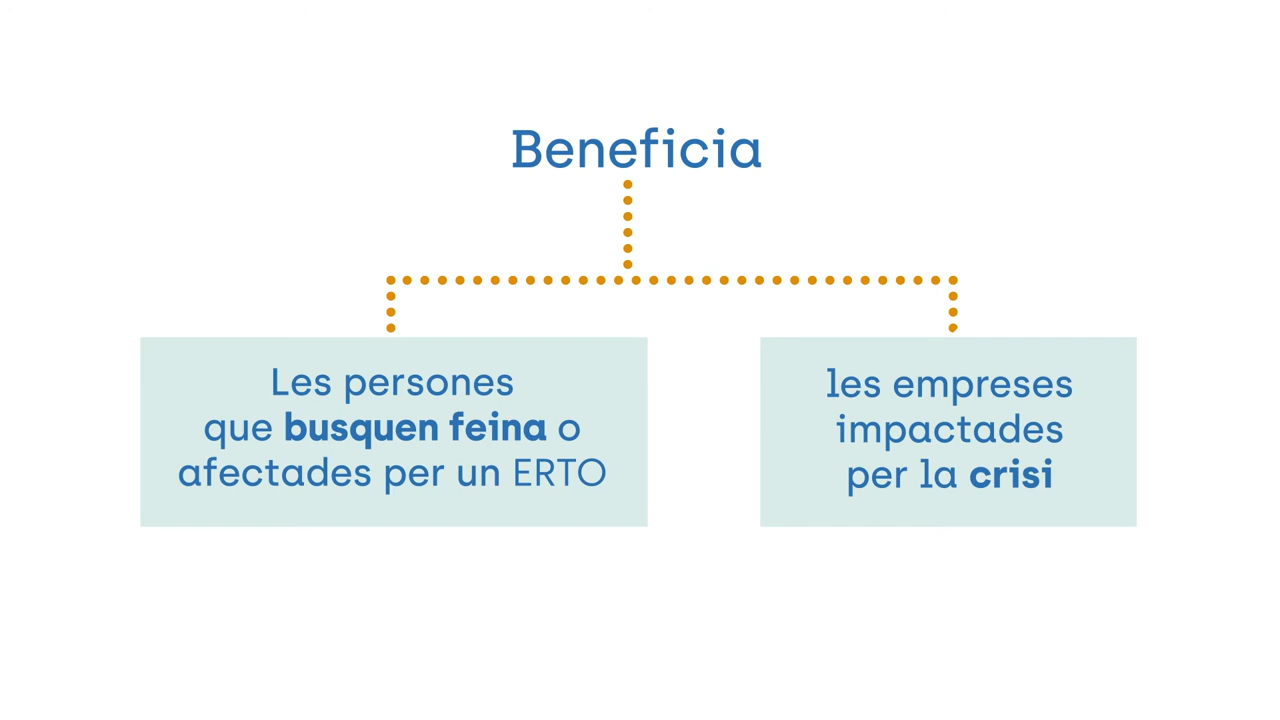 Beneficia
Les persones
que busquen feina o
afectades per un ERTO
les empreses
impactades
per la crisi